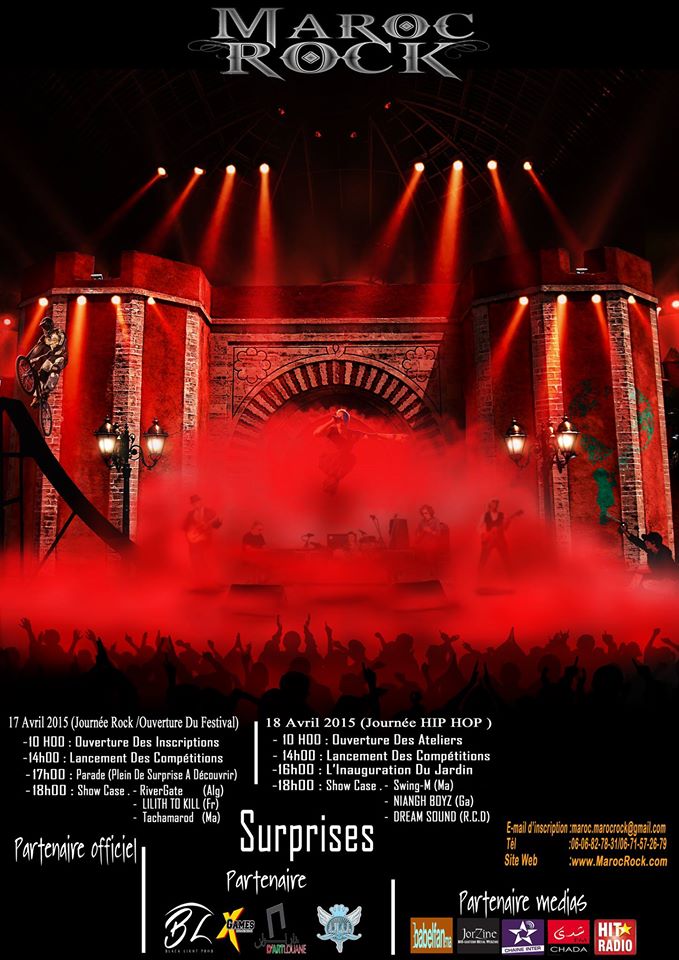 MAROC
ROCK
17 Avril 2015 (Journée Rock /Ouverture Du Festival)
-10 H00 : Ouverture Des Inscriptions
-14h00 : Lancement Des Compétitions
-17h00 : Parade (Plein De Surprise A Découvrir)
-18h00 : Show Case . - RiverGate (Alg)
- LILITH TO KILL (Fr)
- Tachamarod (Ma)
18 Avril 2015 (Journée HIP HOP )
- 10 H00 : Ouverture Des Ateliers
- 14h00 : Lancement Des Compétitions
-16h00 : L'Inauguration Du Jardin
-18h00 : Show Case . - Swing-M (Ma)
- NIANGH BOYZ (Ga)
- DREAM SOUND (R.C.D)
Surprises
E-mail d'inscription :maroc.marocrock@gmail.com
Tél :06-06-82-78-31/06-71-57-26-79
Site Web :www.MarocRock.com
Partenaire officiel
Partenaire
BL
BLACK LIGHT PROD
X GAMES
D'ARTLOUANE
Partenaire medias
babelfan.ma
JorZine
CHAINE INTER
شدى
CHADA
HIT
RADIO